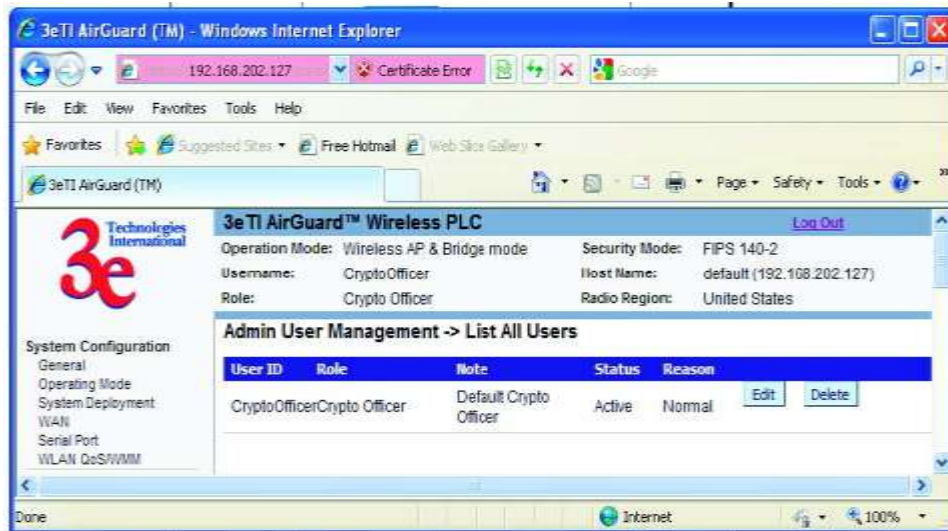 3eTI AirGuard (TM) - Windows Internet Explorer
192.168.202.127
Certificate Error
Google
File Edit View Favorites Tools Help
Favorites
Suggested Sites
Free Hotmail
Web Slice Gallery
3eTI AirGuard (TM)
Page Safety Tools
3e Technologies International
3eTI AirGuard™ Wireless PLC
Log Out
Operation Mode: Wireless AP & Bridge mode
Security Mode: FIPS 140-2
Username: CryptoOfficer
Host Name: default (192.168.202.127)
Role: Crypto Officer
Radio Region: United States
System Configuration
General
Operating Mode
System Deployment
WAN
Serial Port
WLAN QoS/WMM
Admin User Management -> List All Users
User ID Role Note Status Reason
CryptoOfficer Crypto Officer Default Crypto Officer Active Normal Edit Delete
Done
Internet
100%